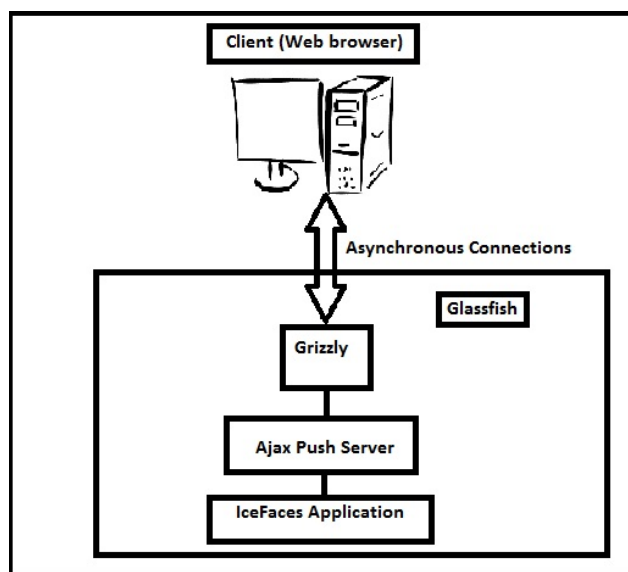 Client (Web browser)
Asynchronous Connections
Glassfish
Grizzly
Ajax Push Server
IceFaces Application